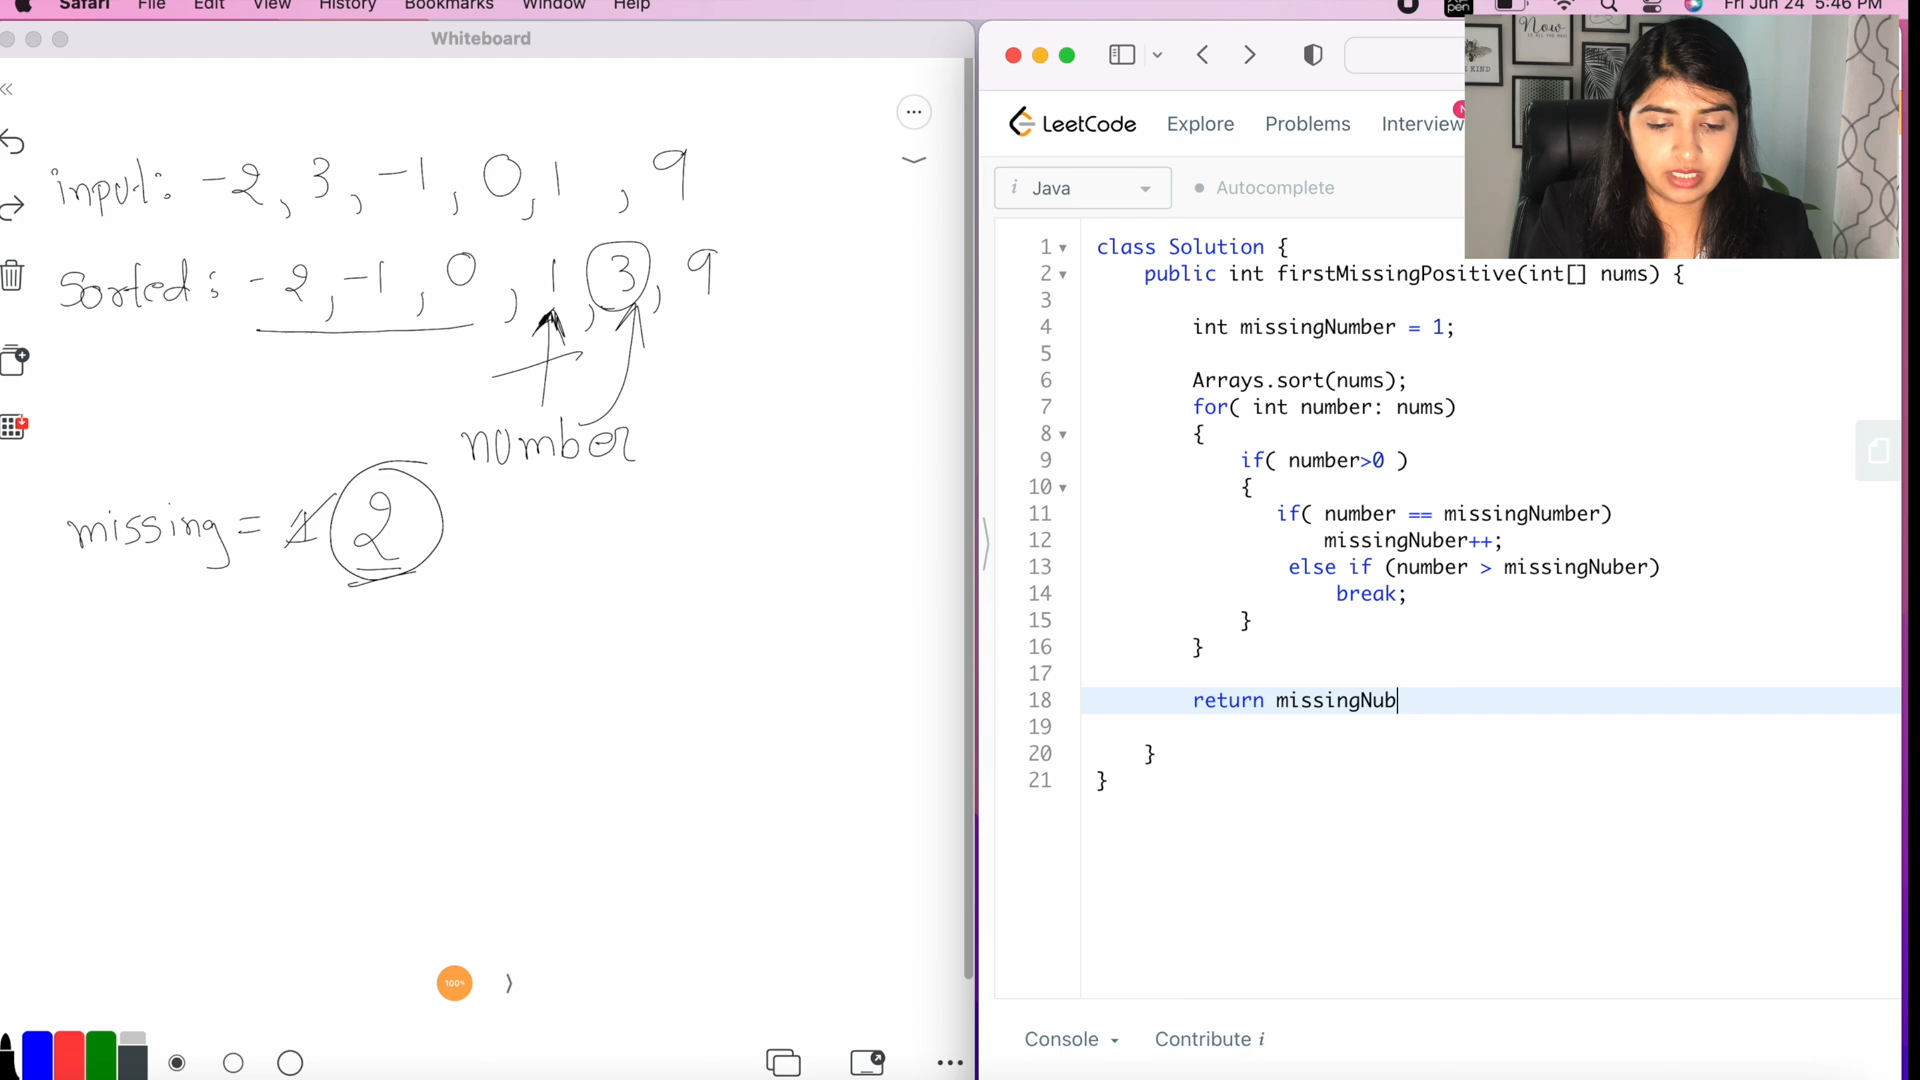 Safari File Edit View History Bookmarks Window Help
Fri Jun 24 5:46 PM
Whiteboard
input: -2, 3, -1, 0, 1, 9
Sorted: -2, -1, 0, 1, 3, 9
number
missing = 1 2
100%
Now
KIND
LeetCode Explore Problems Interview
N
i Java
Autocomplete
1 class Solution {
2 public int firstMissingPositive(int[] nums) {
3
4 int missingNumber = 1;
5
6 Arrays.sort(nums);
7 for( int number: nums)
8 {
9 if( number>0 )
10 {
11 if( number == missingNumber)
12 missingNuber++;
13 else if (number > missingNuber)
14 break;
15 }
16 }
17
18 return missingNub
19
20 }
21 }
Console Contribute i